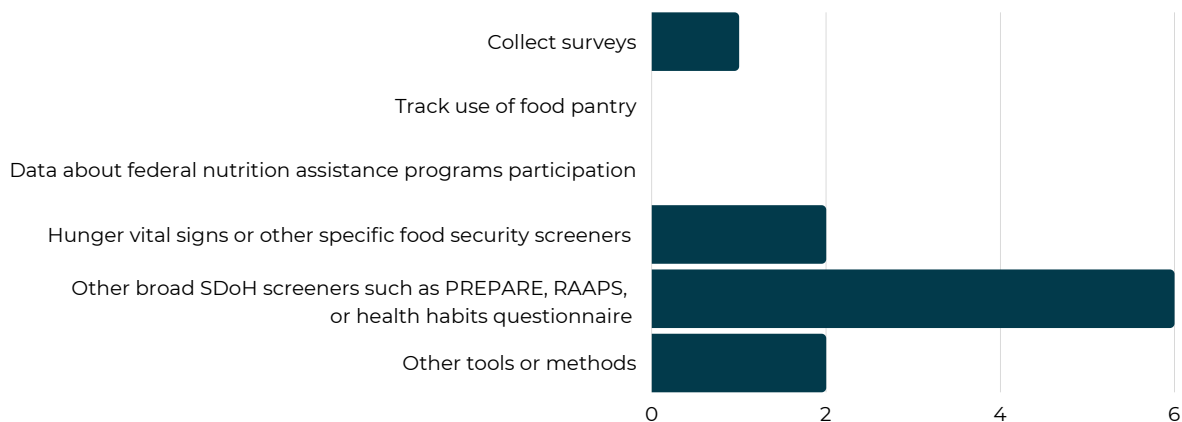 Collect surveys
Track use of food pantry
Data about federal nutrition assistance programs participation
Hunger vital signs or other specific food security screeners
Other broad SDoH screeners such as PREPARE, RAAPS,
or health habits questionnaire
Other tools or methods
0 2 4 6